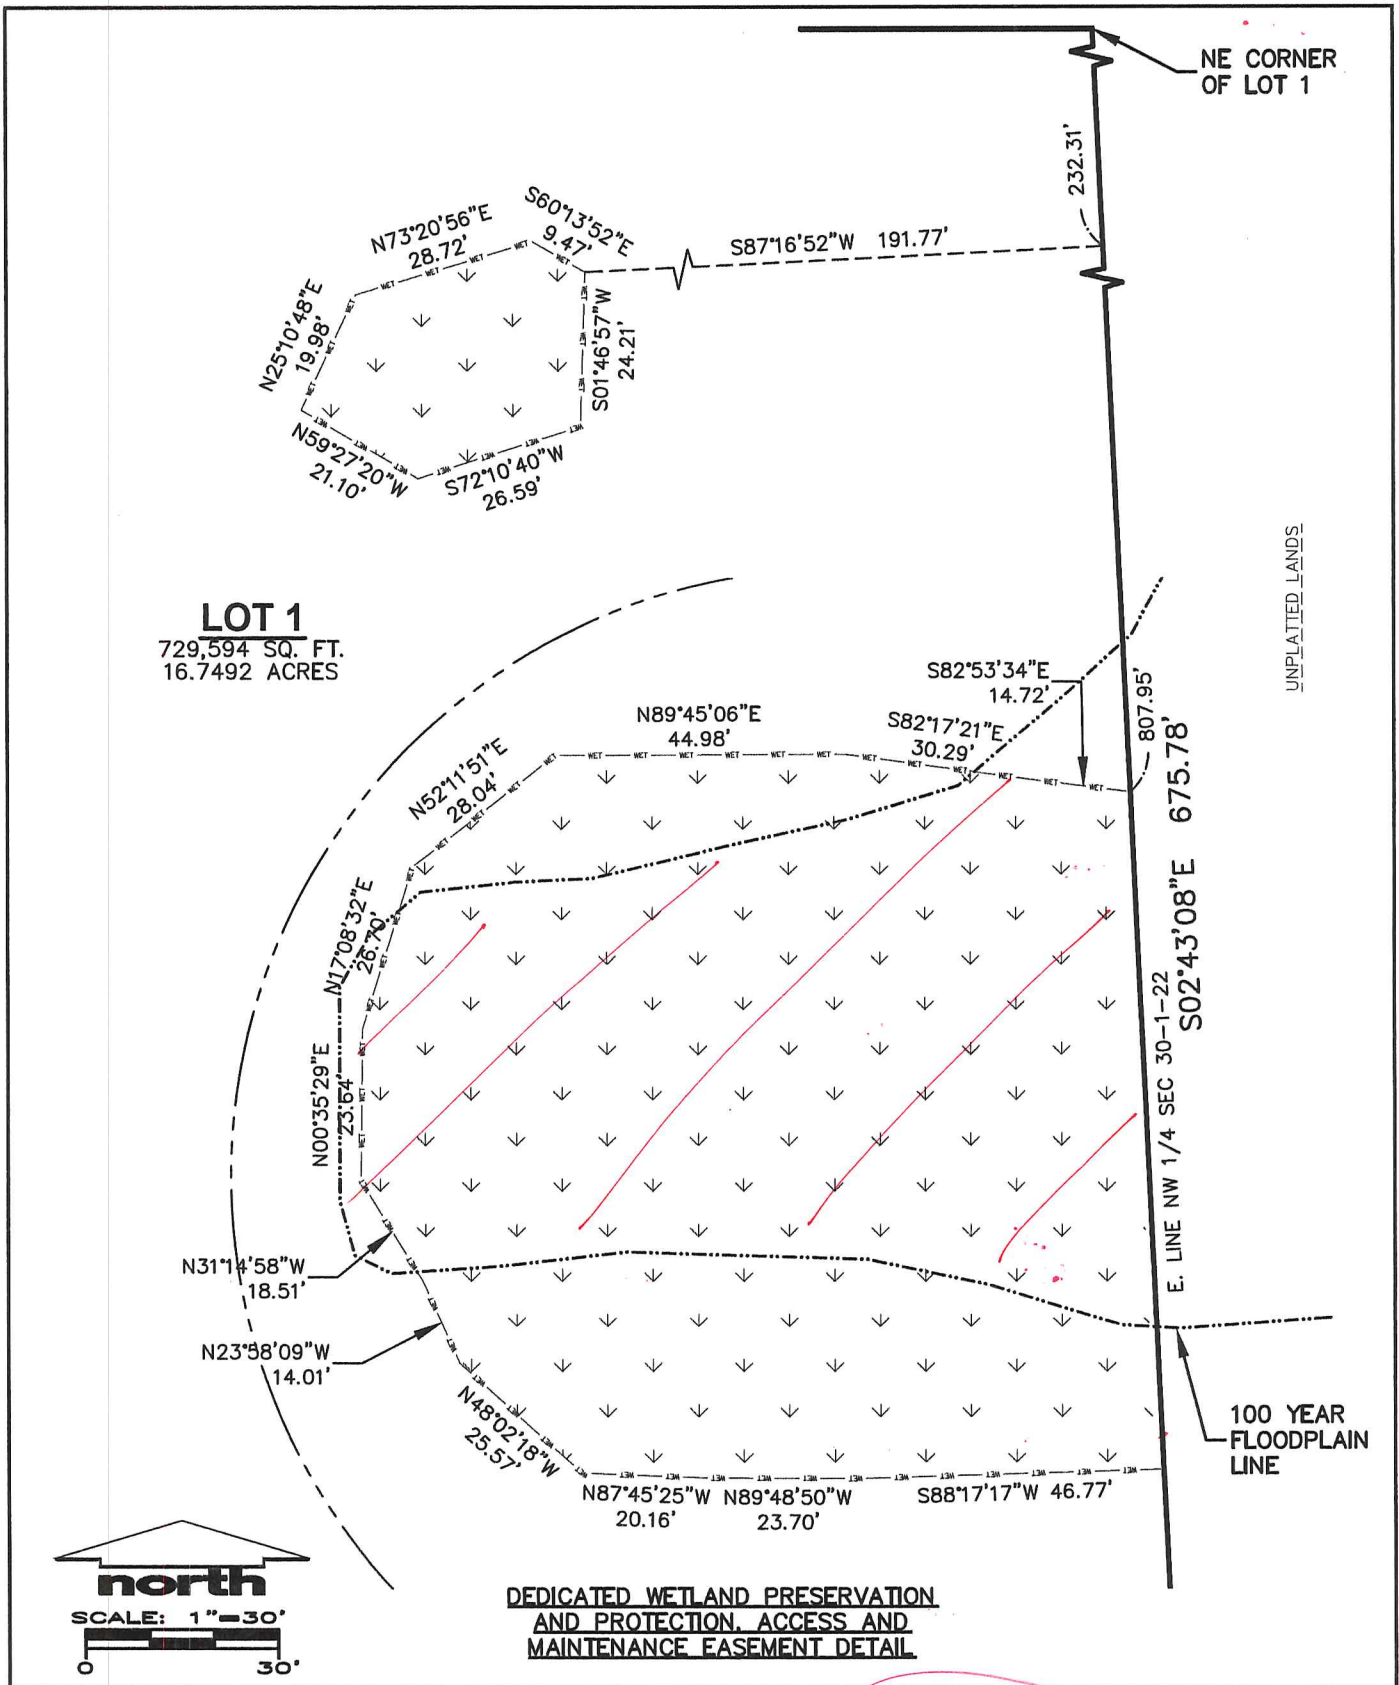 NE CORNER
OF LOT 1
232.31'
S60°13'52"E
9.47'
N73°20'56"E
28.72'
S87°16'52"W 191.77'
N25°10'48"E
19.98'
S01°46'57"W
24.21'
N59°27'20"W
21.10'
S72°10'40"W
26.59'
UNPLATTED LANDS
LOT 1
729,594 SQ. FT.
16.7492 ACRES
S82°53'34"E
14.72'
807.95'
N89°45'06"E
44.98'
S82°17'21"E
30.29'
N52°11'51"E
28.04'
S02°43'08"E 675.78'
N17°08'32"E
26.70'
N00°35'29"E
23.64'
E. LINE NW 1/4 SEC 30-1-22
N31°14'58"W
18.51'
N23°58'09"W
14.01'
N48°02'18"W
25.57'
100 YEAR
FLOODPLAIN
LINE
N87°45'25"W
20.16'
N89°48'50"W
23.70'
S88°17'17"W 46.77'
WET WET WET WET WET WET
north
SCALE: 1"=30'
0 30'
DEDICATED WETLAND PRESERVATION
AND PROTECTION, ACCESS AND
MAINTENANCE EASEMENT DETAIL